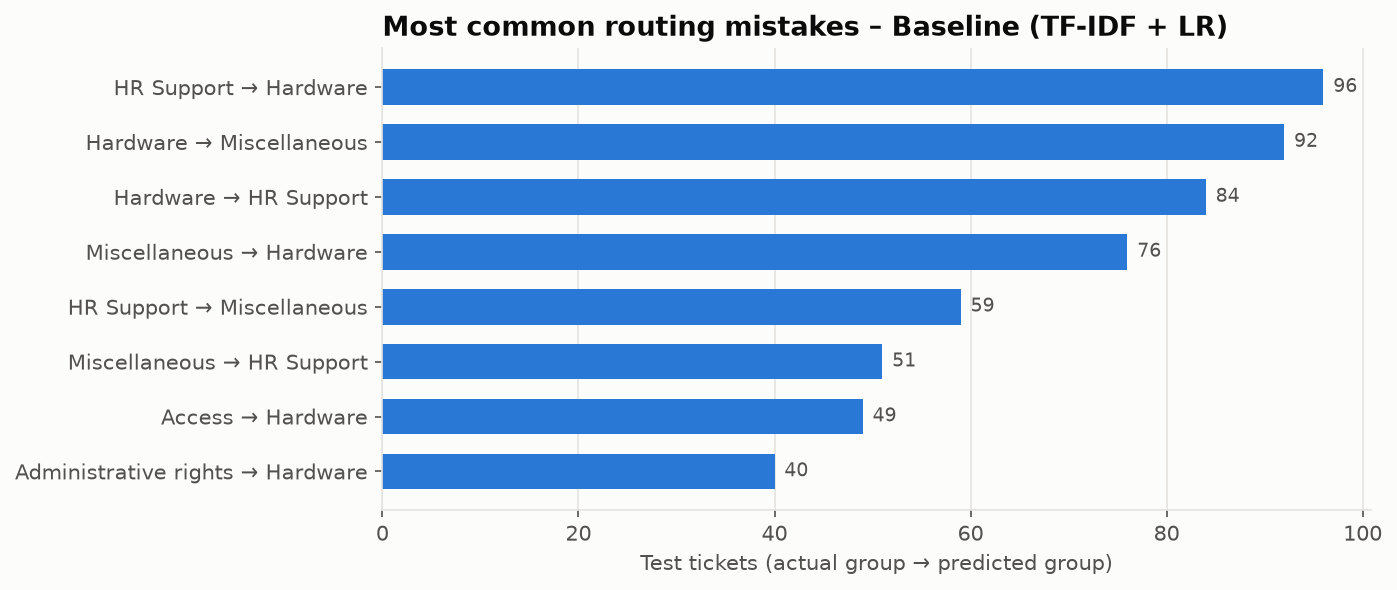 Most common routing mistakes – Baseline (TF-IDF + LR)
HR Support → Hardware 96
Hardware → Miscellaneous 92
Hardware → HR Support 84
Miscellaneous → Hardware 76
HR Support → Miscellaneous 59
Miscellaneous → HR Support 51
Access → Hardware 49
Administrative rights → Hardware 40
0 20 40 60 80 100
Test tickets (actual group → predicted group)